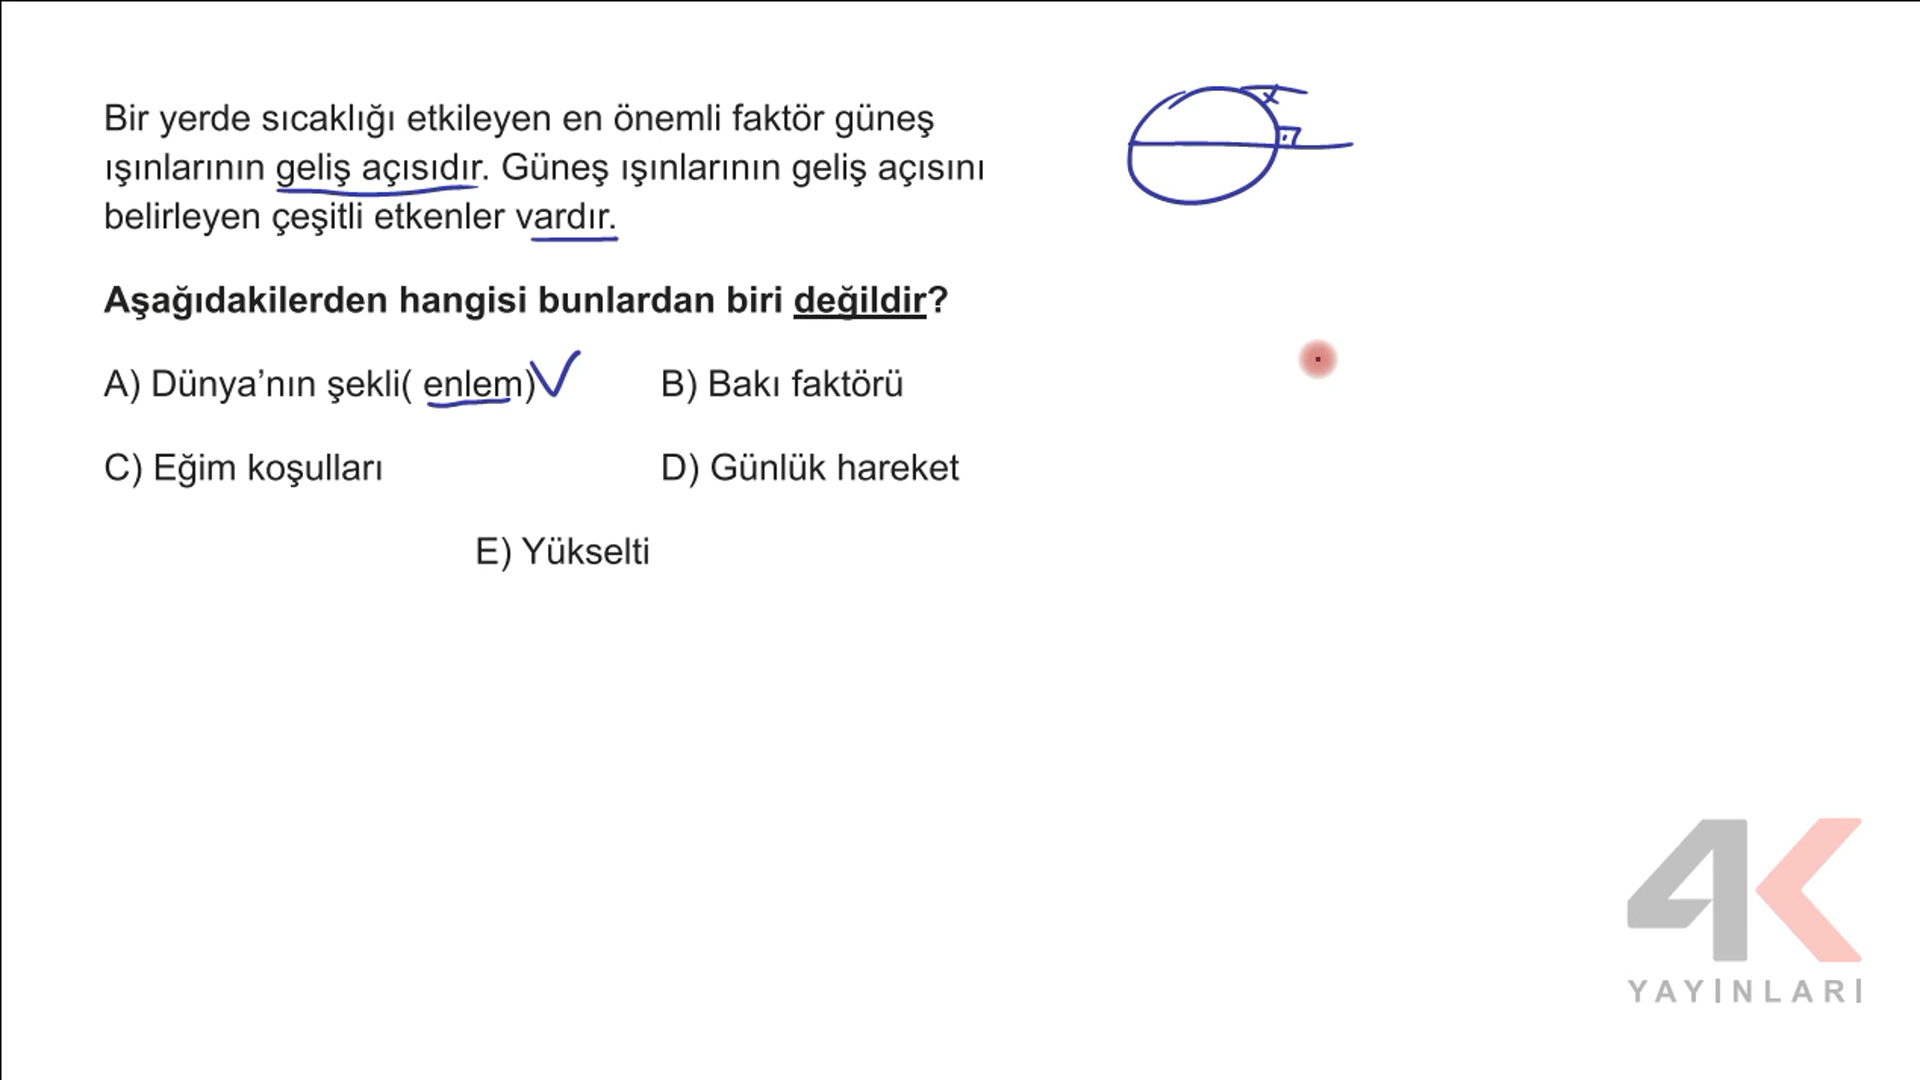 Bir yerde sıcaklığı etkileyen en önemli faktör güneş
ışınlarının geliş açısıdır. Güneş ışınlarının geliş açısını
belirleyen çeşitli etkenler vardır.
Aşağıdakilerden hangisi bunlardan biri değildir?
A) Dünya’nın şekli( enlem) B) Bakı faktörü
C) Eğim koşulları D) Günlük hareket
E) Yükselti
x
4K
YAYINLARI